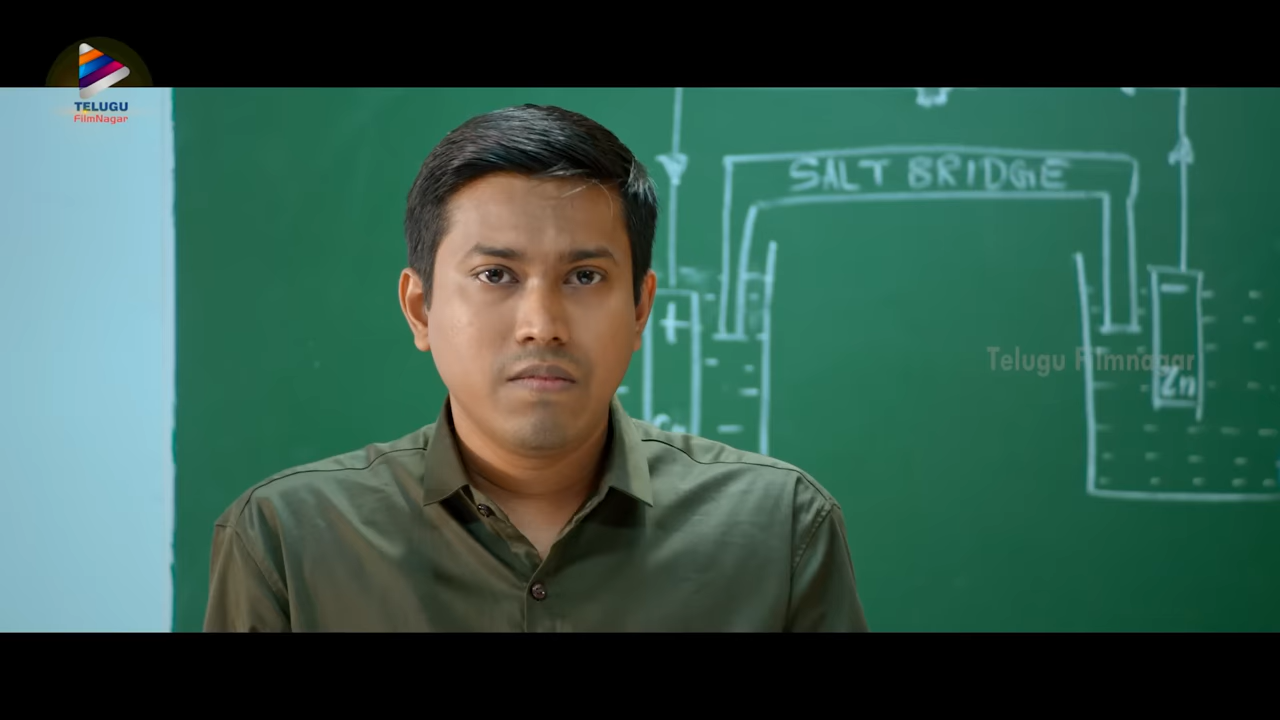 TELUGU
FilmNagar
SALT BRIDGE
+
-
Telugu Filmnagar
Zn